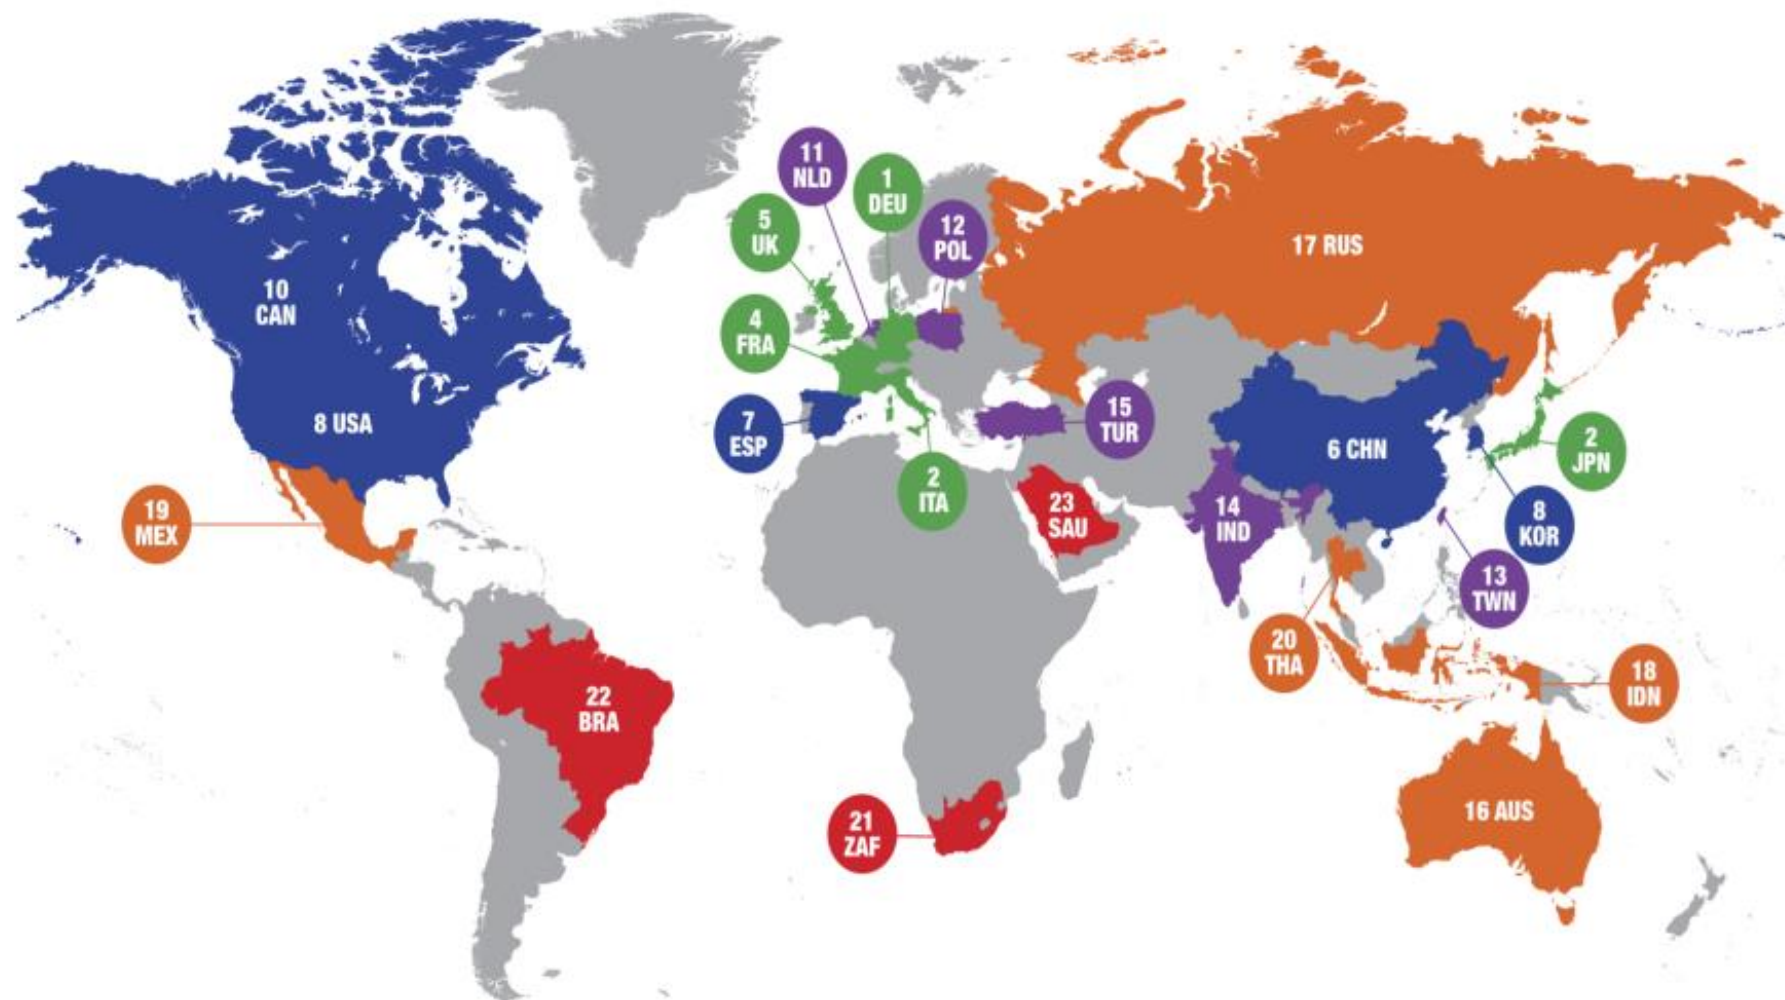 11
NLD
1
DEU
5
UK
12
POL
17 RUS
10
CAN
4
FRA
8 USA
7
ESP
15
TUR
6 CHN
2
JPN
2
ITA
19
MEX
23
SAU
14
IND
8
KOR
13
TWN
20
THA
18
IDN
22
BRA
21
ZAF
16 AUS